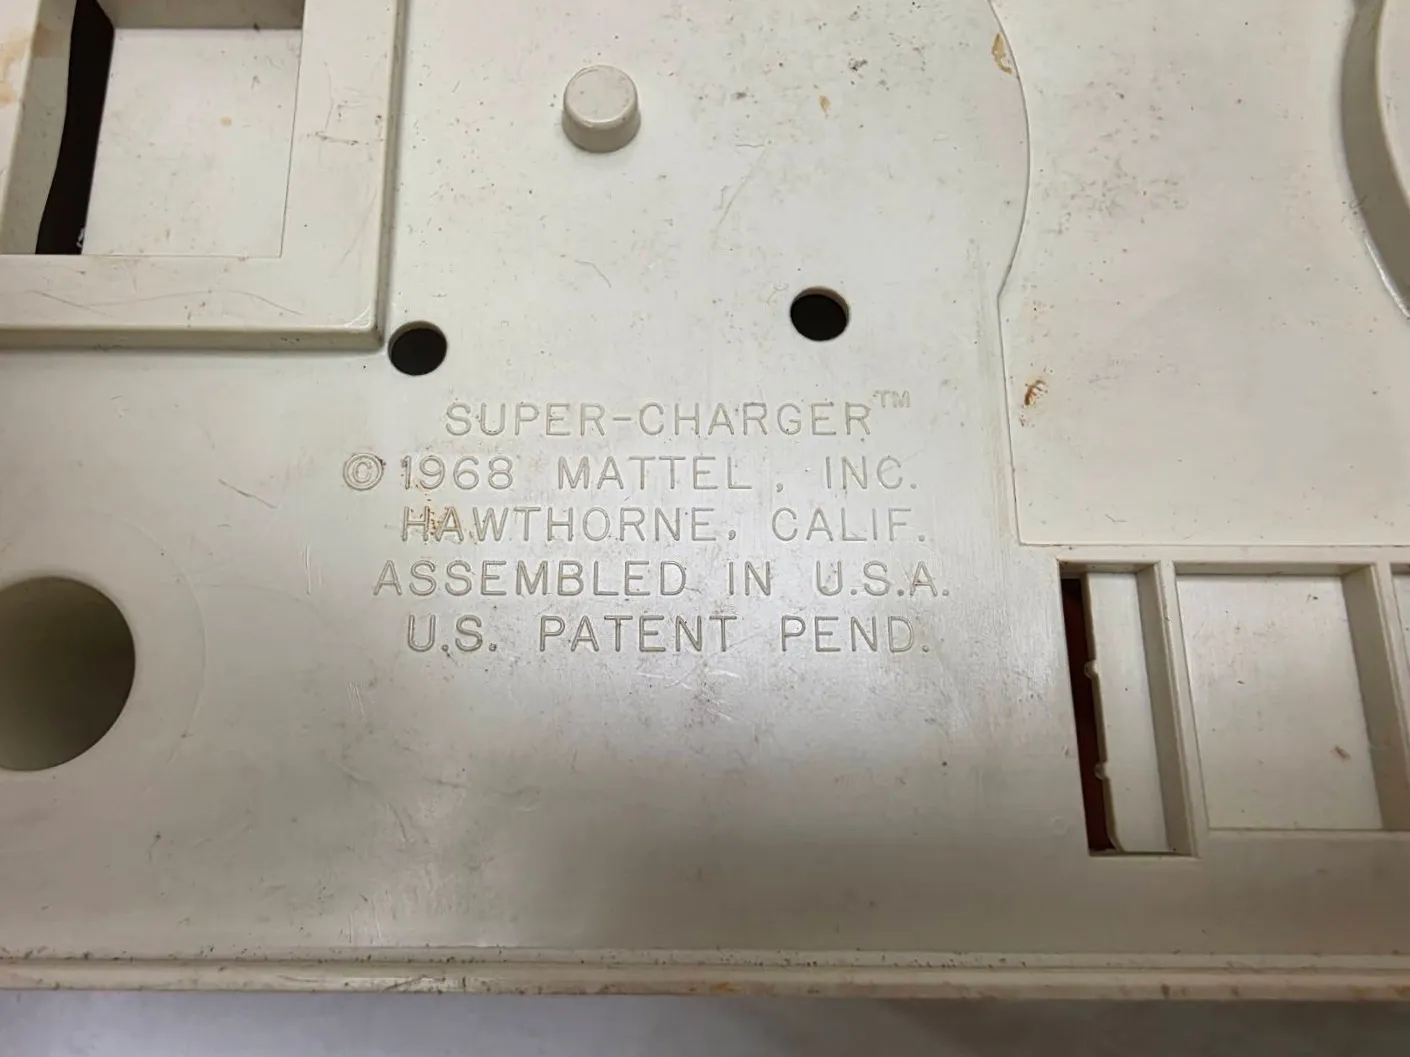 SUPER-CHARGER™
© 1968 MATTEL, INC.
HAWTHORNE, CALIF.
ASSEMBLED IN U.S.A.
U.S. PATENT PEND.